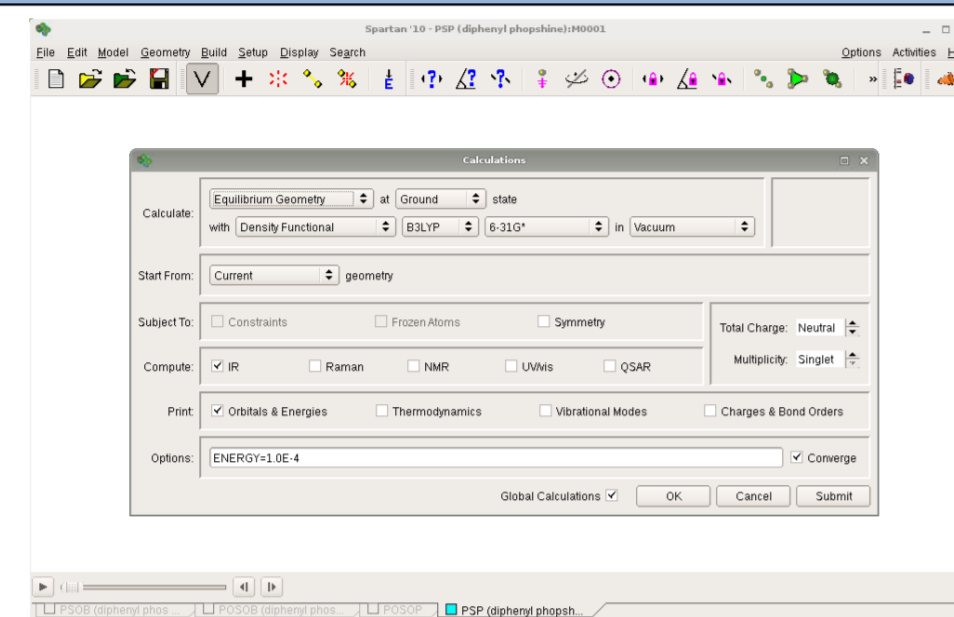 Spartan '10 - PSP (diphenyl phopshine):M0001
File Edit Model Geometry Build Setup Display Search Options Activities H
Calculations
Calculate: Equilibrium Geometry at Ground state
with Density Functional B3LYP 6-31G* in Vacuum
Start From: Current geometry
Subject To: Constraints Frozen Atoms Symmetry
Total Charge: Neutral
Compute: IR Raman NMR UV/vis QSAR
Multiplicity: Singlet
Print: Orbitals & Energies Thermodynamics Vibrational Modes Charges & Bond Orders
Options: ENERGY=1.0E-4 Converge
Global Calculations OK Cancel Submit
PSOB (diphenyl phos ... POSOB (diphenyl phos... POSOP PSP (diphenyl phopsh...